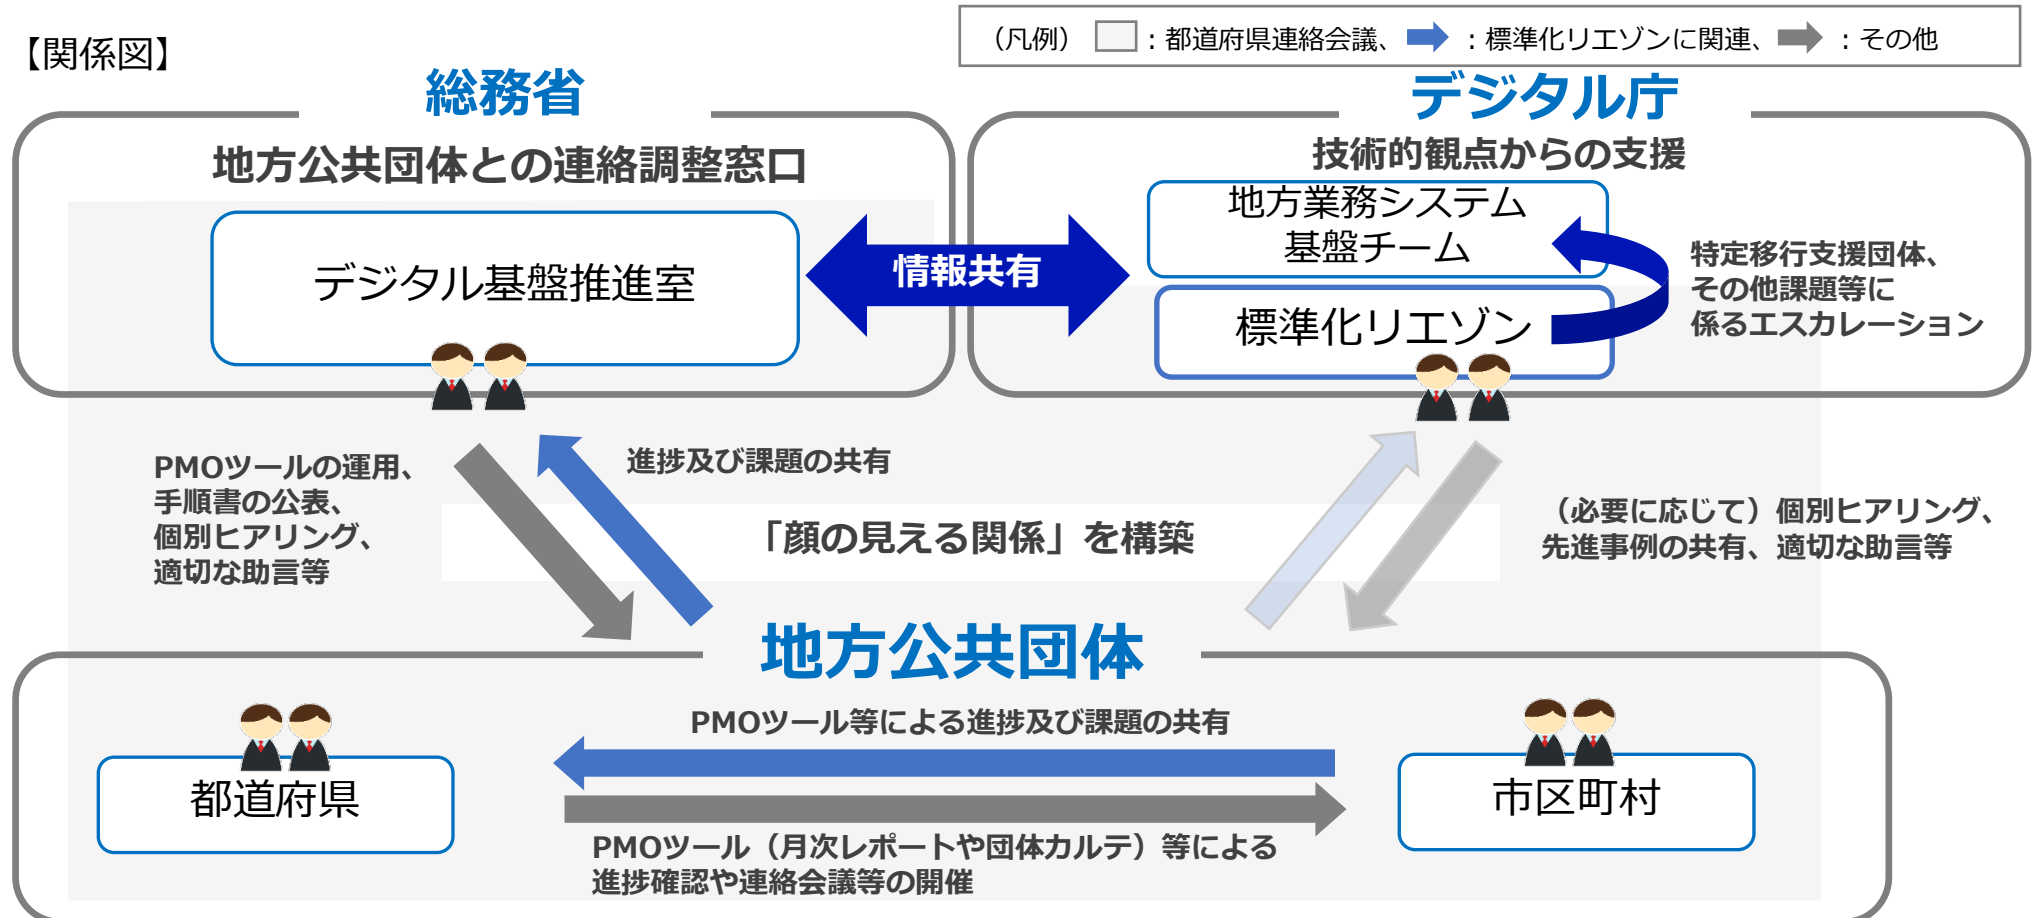 【関係図】
（凡例） ：都道府県連絡会議、 ：標準化リエゾンに関連、 ：その他
総務省
地方公共団体との連絡調整窓口
デジタル基盤推進室
情報共有
デジタル庁
技術的観点からの支援
地方業務システム
基盤チーム
標準化リエゾン
特定移行支援団体、
その他課題等に
係るエスカレーション
PMOツールの運用、
手順書の公表、
個別ヒアリング、
適切な助言等
進捗及び課題の共有
「顔の見える関係」を構築
（必要に応じて）個別ヒアリング、
先進事例の共有、適切な助言等
地方公共団体
PMOツール等による進捗及び課題の共有
都道府県
市区町村
PMOツール（月次レポートや団体カルテ）等による
進捗確認や連絡会議等の開催